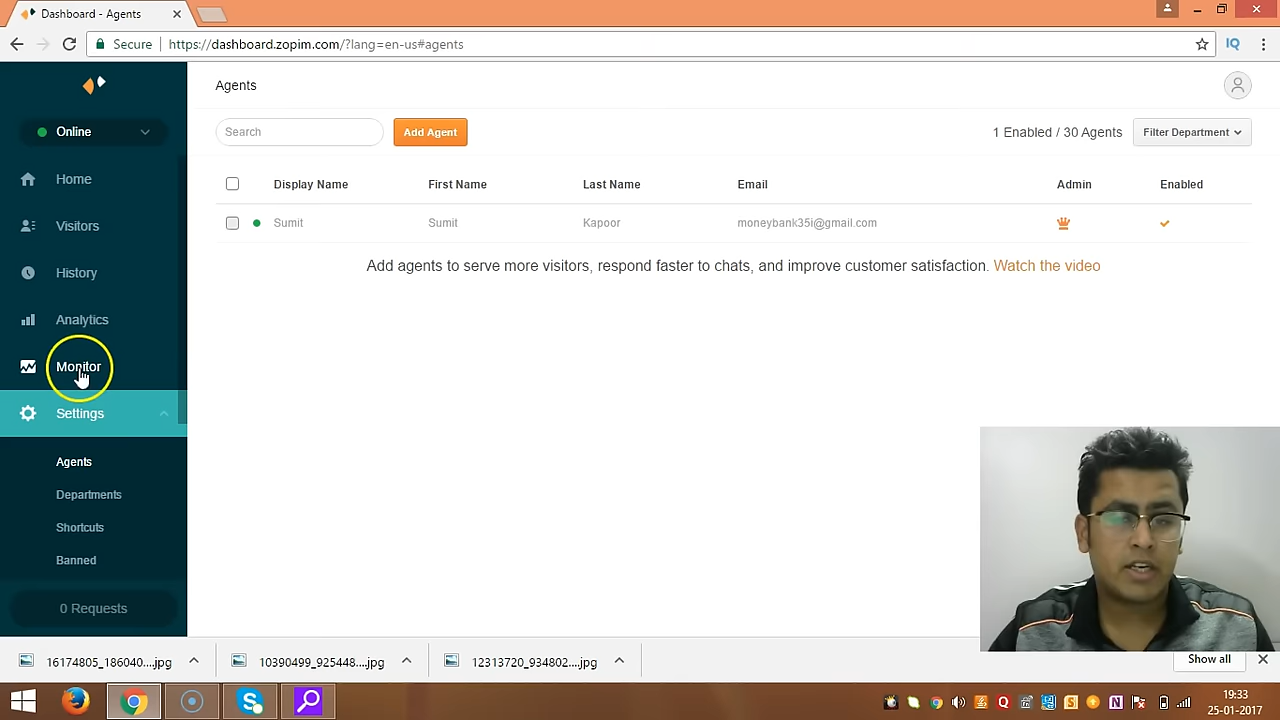 Dashboard - Agents
Secure
https://dashboard.zopim.com/?lang=en-us#agents
IQ
Online
Home
Visitors
History
Analytics
Monitor
Settings
Agents
Departments
Shortcuts
Banned
0 Requests
Agents
Search
Add Agent
1 Enabled / 30 Agents
Filter Department
Display Name First Name Last Name Email Admin Enabled
Sumit Sumit Kapoor moneybank35i@gmail.com
Add agents to serve more visitors, respond faster to chats, and improve customer satisfaction. Watch the video
16174805_186040....jpg
10390499_925448....jpg
12313720_934802....jpg
Show all
19:33
25-01-2017